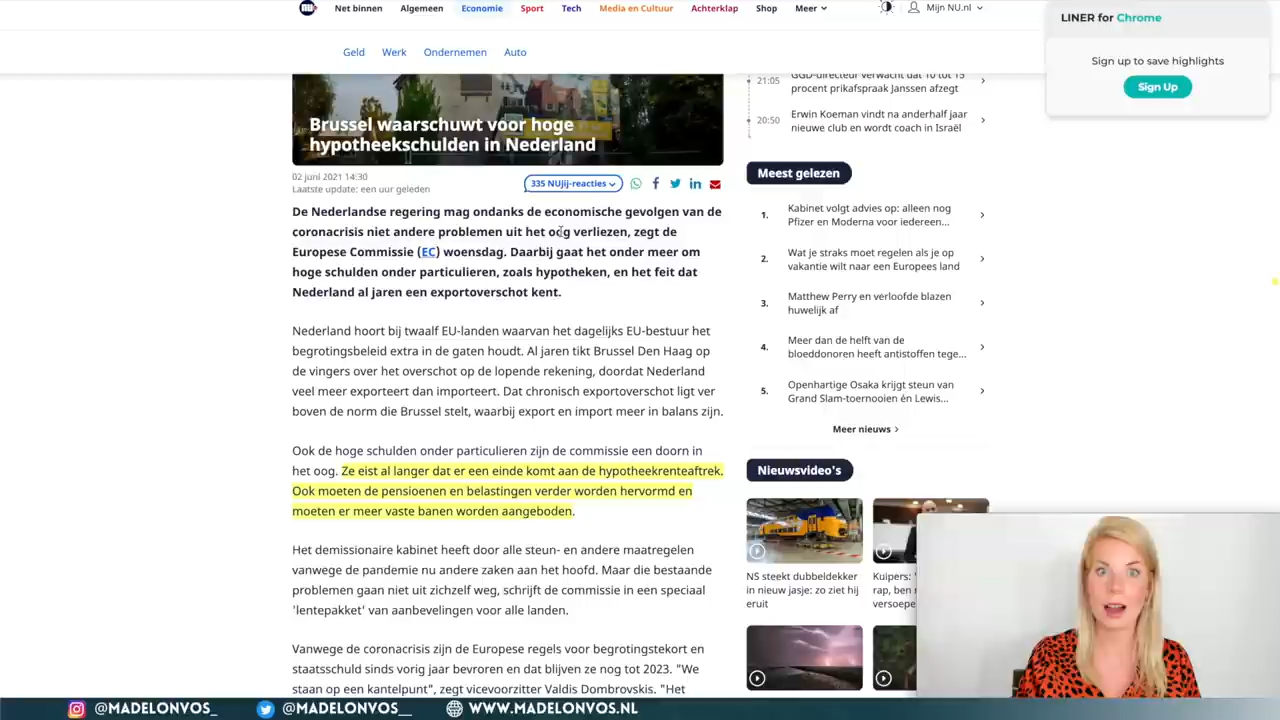 Net binnen Algemeen Economie Sport Tech Media en Cultuur Achterklap Shop Meer Mijn NU.nl
Geld Werk Ondernemen Auto
LINER for Chrome
Sign up to save highlights
Sign Up
Brussel waarschuwt voor hoge
hypotheekschulden in Nederland
02 juni 2021 14:30
Laatste update: een uur geleden
335 NUjij-reacties
De Nederlandse regering mag ondanks de economische gevolgen van de
coronacrisis niet andere problemen uit het oog verliezen, zegt de
Europese Commissie (EC) woensdag. Daarbij gaat het onder meer om
hoge schulden onder particulieren, zoals hypotheken, en het feit dat
Nederland al jaren een exportoverschot kent.
Nederland hoort bij twaalf EU-landen waarvan het dagelijks EU-bestuur het
begrotingsbeleid extra in de gaten houdt. Al jaren tikt Brussel Den Haag op
de vingers over het overschot op de lopende rekening, doordat Nederland
veel meer exporteert dan importeert. Dat chronisch exportoverschot ligt ver
boven de norm die Brussel stelt, waarbij export en import meer in balans zijn.
Ook de hoge schulden onder particulieren zijn de commissie een doorn in
het oog. Ze eist al langer dat er een einde komt aan de hypotheekrenteaftrek.
Ook moeten de pensioenen en belastingen verder worden hervormd en
moeten er meer vaste banen worden aangeboden.
Het demissionaire kabinet heeft door alle steun- en andere maatregelen
vanwege de pandemie nu andere zaken aan het hoofd. Maar die bestaande
problemen gaan niet uit zichzelf weg, schrijft de commissie in een speciaal
'lentepakket' van aanbevelingen voor alle landen.
Vanwege de coronacrisis zijn de Europese regels voor begrotingstekort en
staatsschuld sinds vorig jaar bevroren en dat blijven ze nog tot 2023. "We
staan op een kantelpunt", zegt vicevoorzitter Valdis Dombrovskis. "Het
21:05 GGD-directeur verwacht dat 10 tot 15
procent prikafspraak Janssen afzegt
20:50 Erwin Koeman vindt na anderhalf jaar
nieuwe club en wordt coach in Israël
Meest gelezen
1. Kabinet volgt advies op: alleen nog
Pfizer en Moderna voor iedereen...
2. Wat je straks moet regelen als je op
vakantie wilt naar een Europees land
3. Matthew Perry en verloofde blazen
huwelijk af
4. Meer dan de helft van de
bloeddonoren heeft antistoffen tege...
5. Openhartige Osaka krijgt steun van
Grand Slam-toernooien én Lewis...
Meer nieuws
Nieuwsvideo's
NS steekt dubbeldekker
in nieuw jasje: zo ziet hij
eruit
Kuipers: '
rap, ben
versoepe
@MADELONVOS_ @MADELONVOS__ WWW.MADELONVOS.NL